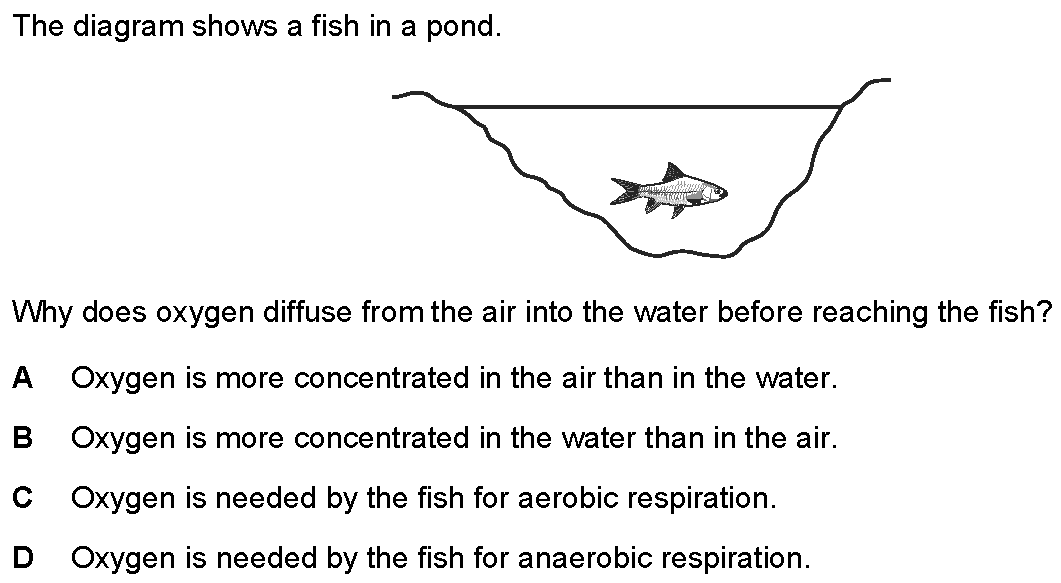 The diagram shows a fish in a pond.
Why does oxygen diffuse from the air into the water before reaching the fish?
A Oxygen is more concentrated in the air than in the water.
B Oxygen is more concentrated in the water than in the air.
C Oxygen is needed by the fish for aerobic respiration.
D Oxygen is needed by the fish for anaerobic respiration.